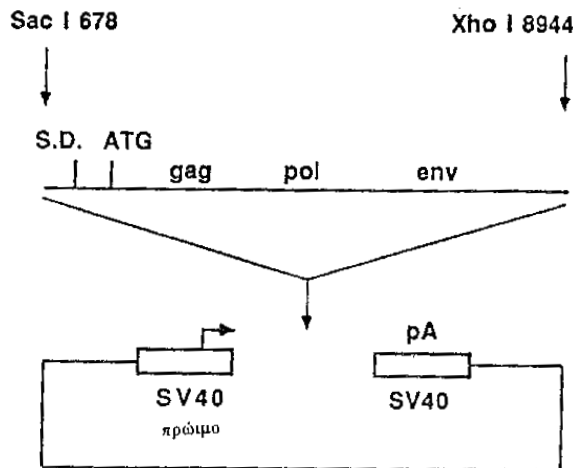 Sac I 678 Xho I 8944
S.D. ATG
gag pol env
pA
SV40 SV40
πρώιμο